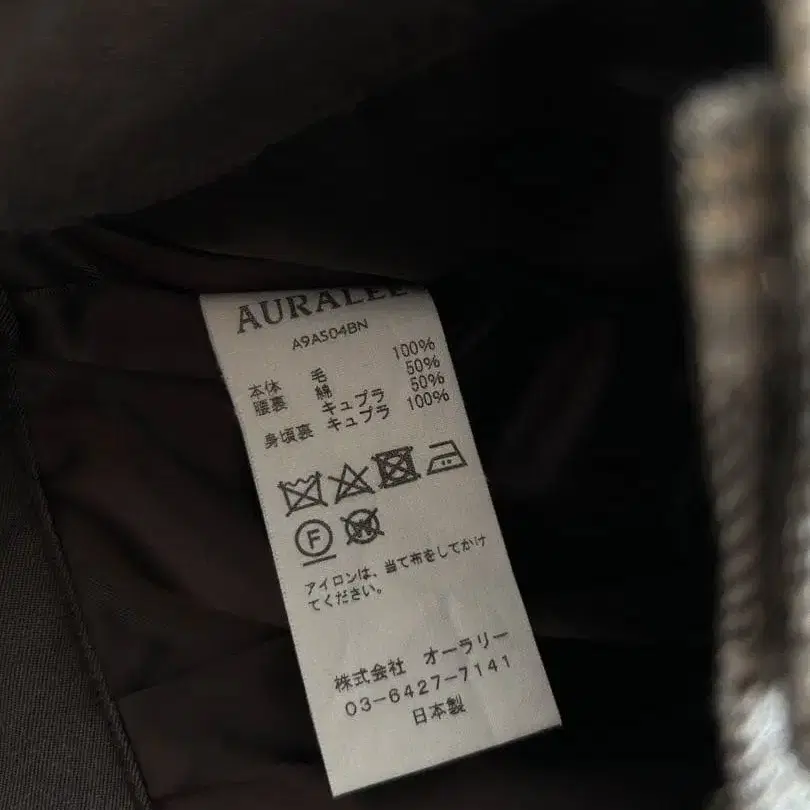 AURALEE
A9AS04BN
本体 毛 100%
腰裏 綿 50%
キュプラ 50%
身頃裏 キュプラ 100%
F
W
アイロンは、当て布をしてかけ
てください。
株式会社 オーラリー
03-6427-7141
日本製